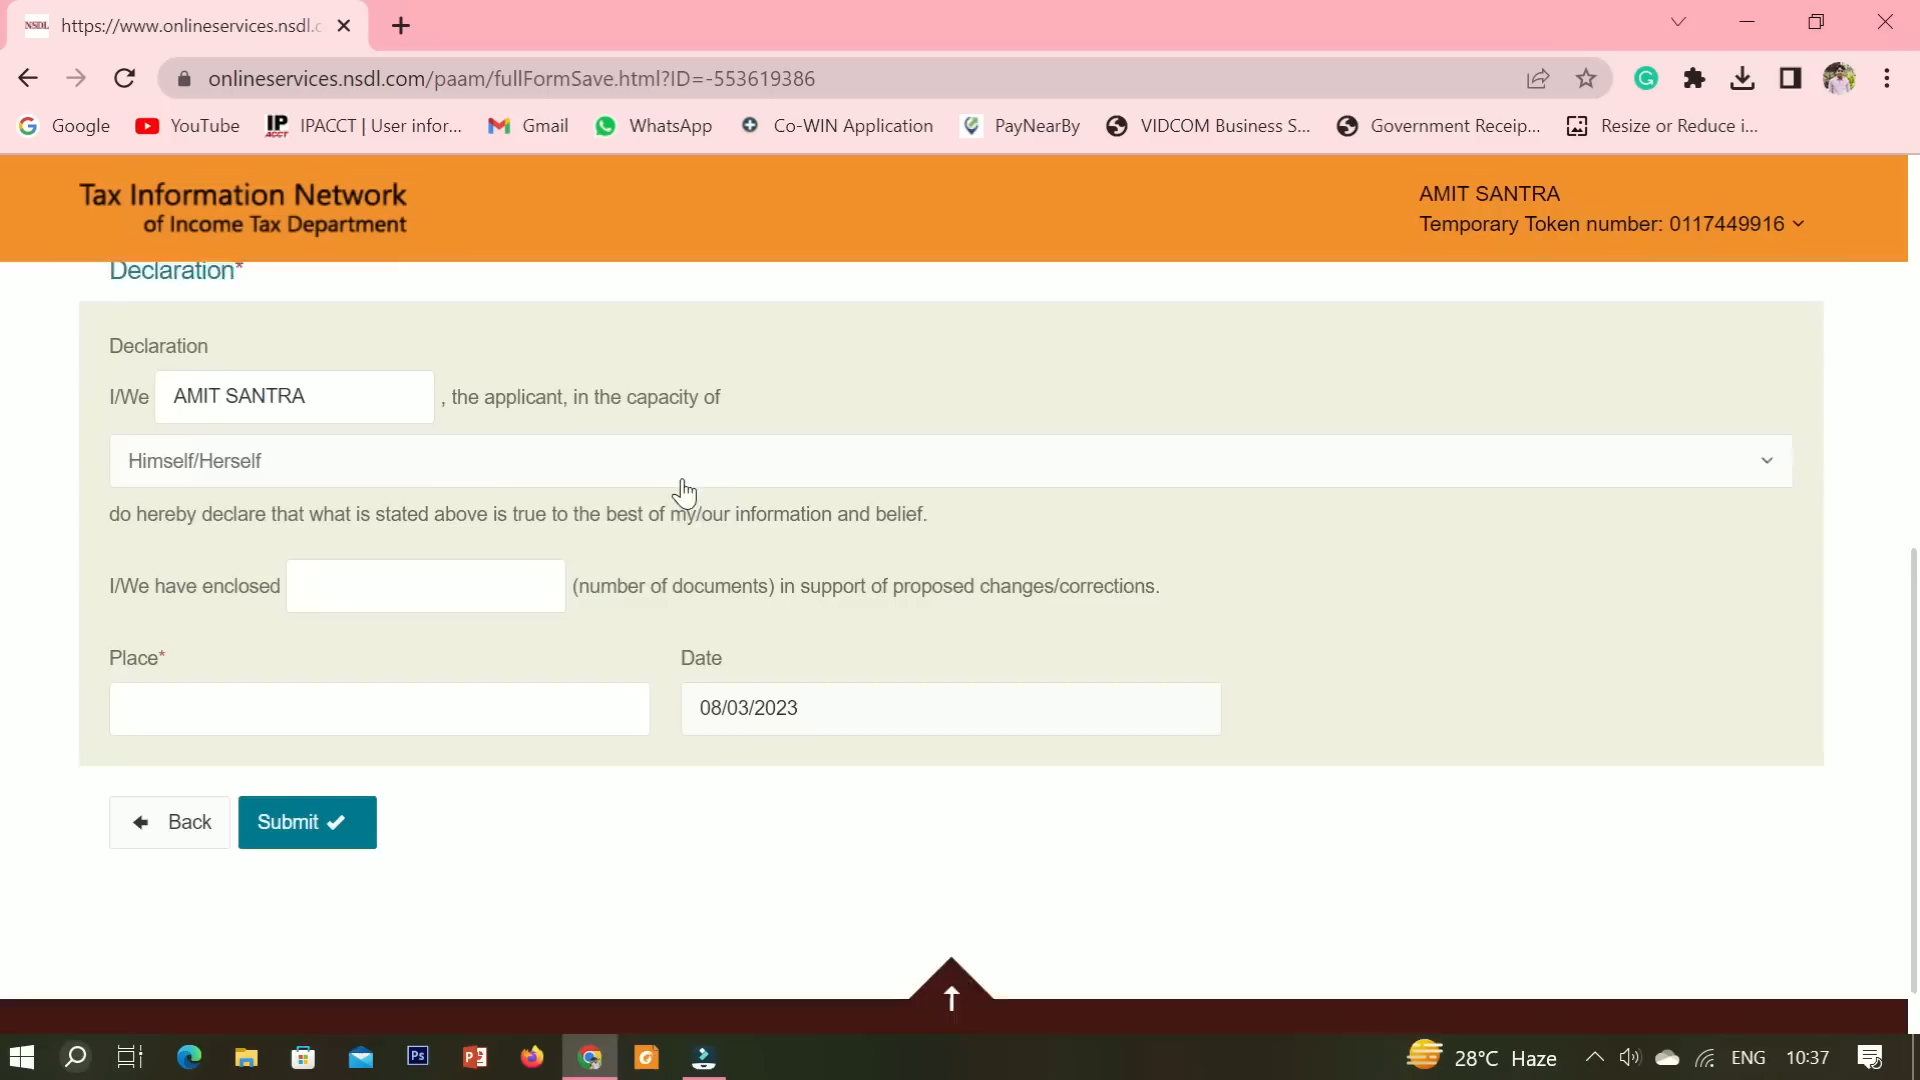 NSDL https://www.onlineservices.nsdl.c
onlineservices.nsdl.com/paam/fullFormSave.html?ID=-553619386
Google YouTube IPACCT | User infor... Gmail WhatsApp Co-WIN Application PayNearBy VIDCOM Business S... Government Receip... Resize or Reduce i...
Tax Information Network
of Income Tax Department
AMIT SANTRA
Temporary Token number: 0117449916
Declaration*
Declaration
I/We AMIT SANTRA , the applicant, in the capacity of
Himself/Herself
do hereby declare that what is stated above is true to the best of my/our information and belief.
I/We have enclosed (number of documents) in support of proposed changes/corrections.
Place* Date
08/03/2023
Back Submit
28°C Haze ENG 10:37